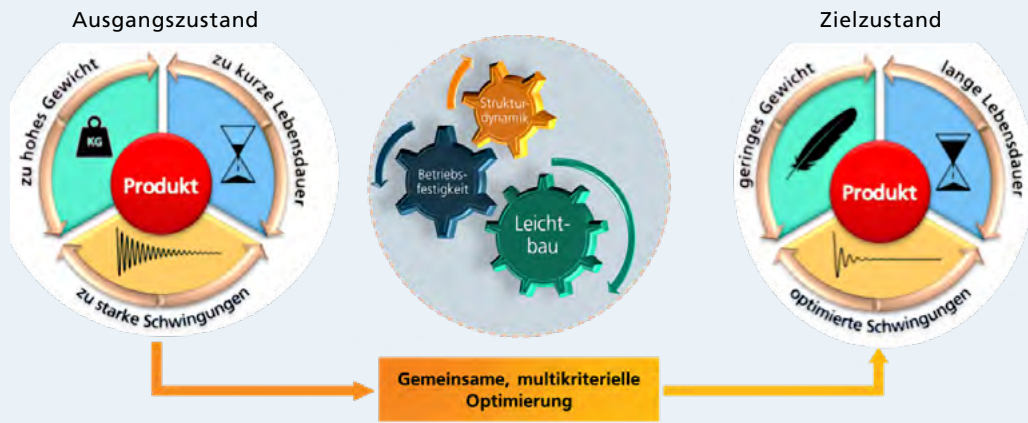 Ausgangszustand
zu hohes Gewicht
zu kurze Lebensdauer
KG
Produkt
zu starke Schwingungen
Struktur-
dynamik
Betriebs-
festigkeit
Leicht-
bau
Zielzustand
geringes Gewicht
lange Lebensdauer
Produkt
optimierte Schwingungen
Gemeinsame, multikriterielle
Optimierung